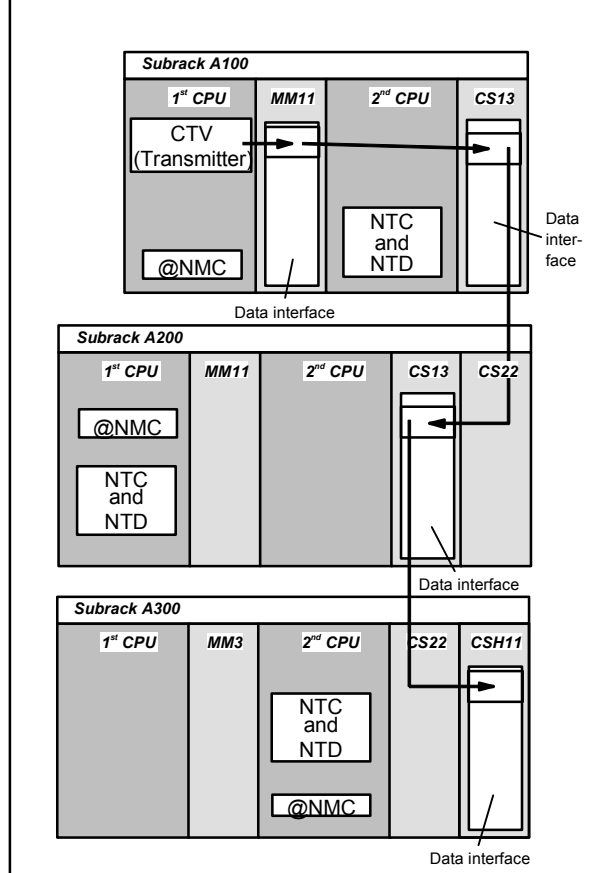 Subrack A100
1st CPU MM11 2nd CPU CS13
CTV
(Transmitter)
NTC
and
NTD
@NMC
Data
inter-
face
Data interface
Subrack A200
1st CPU MM11 2nd CPU CS13 CS22
@NMC
NTC
and
NTD
Data interface
Subrack A300
1st CPU MM3 2nd CPU CS22 CSH11
NTC
and
NTD
@NMC
Data interface